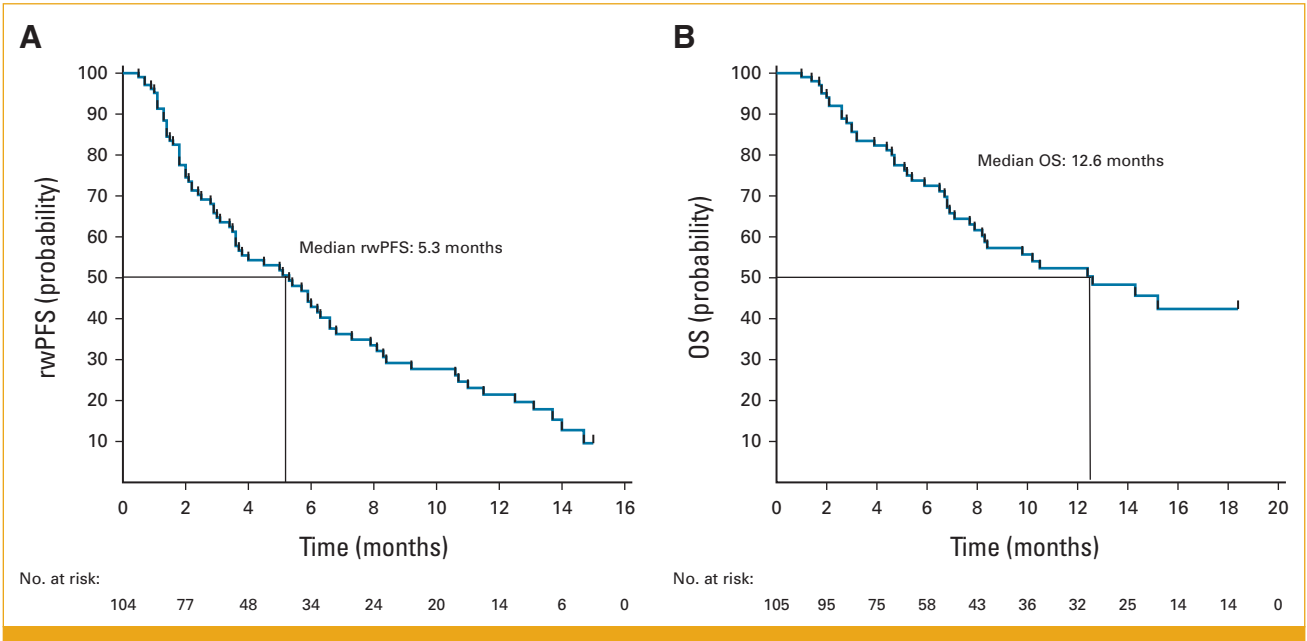 A
100
90
80
70
60
50
40
30
20
10
rwPFS (probability)
Median rwPFS: 5.3 months
0 2 4 6 8 10 12 14 16
Time (months)
No. at risk:
104 77 48 34 24 20 14 6 0
B
100
90
80
70
60
50
40
30
20
10
OS (probability)
Median OS: 12.6 months
0 2 4 6 8 10 12 14 16 18 20
Time (months)
No. at risk:
105 95 75 58 43 36 32 25 14 14 0